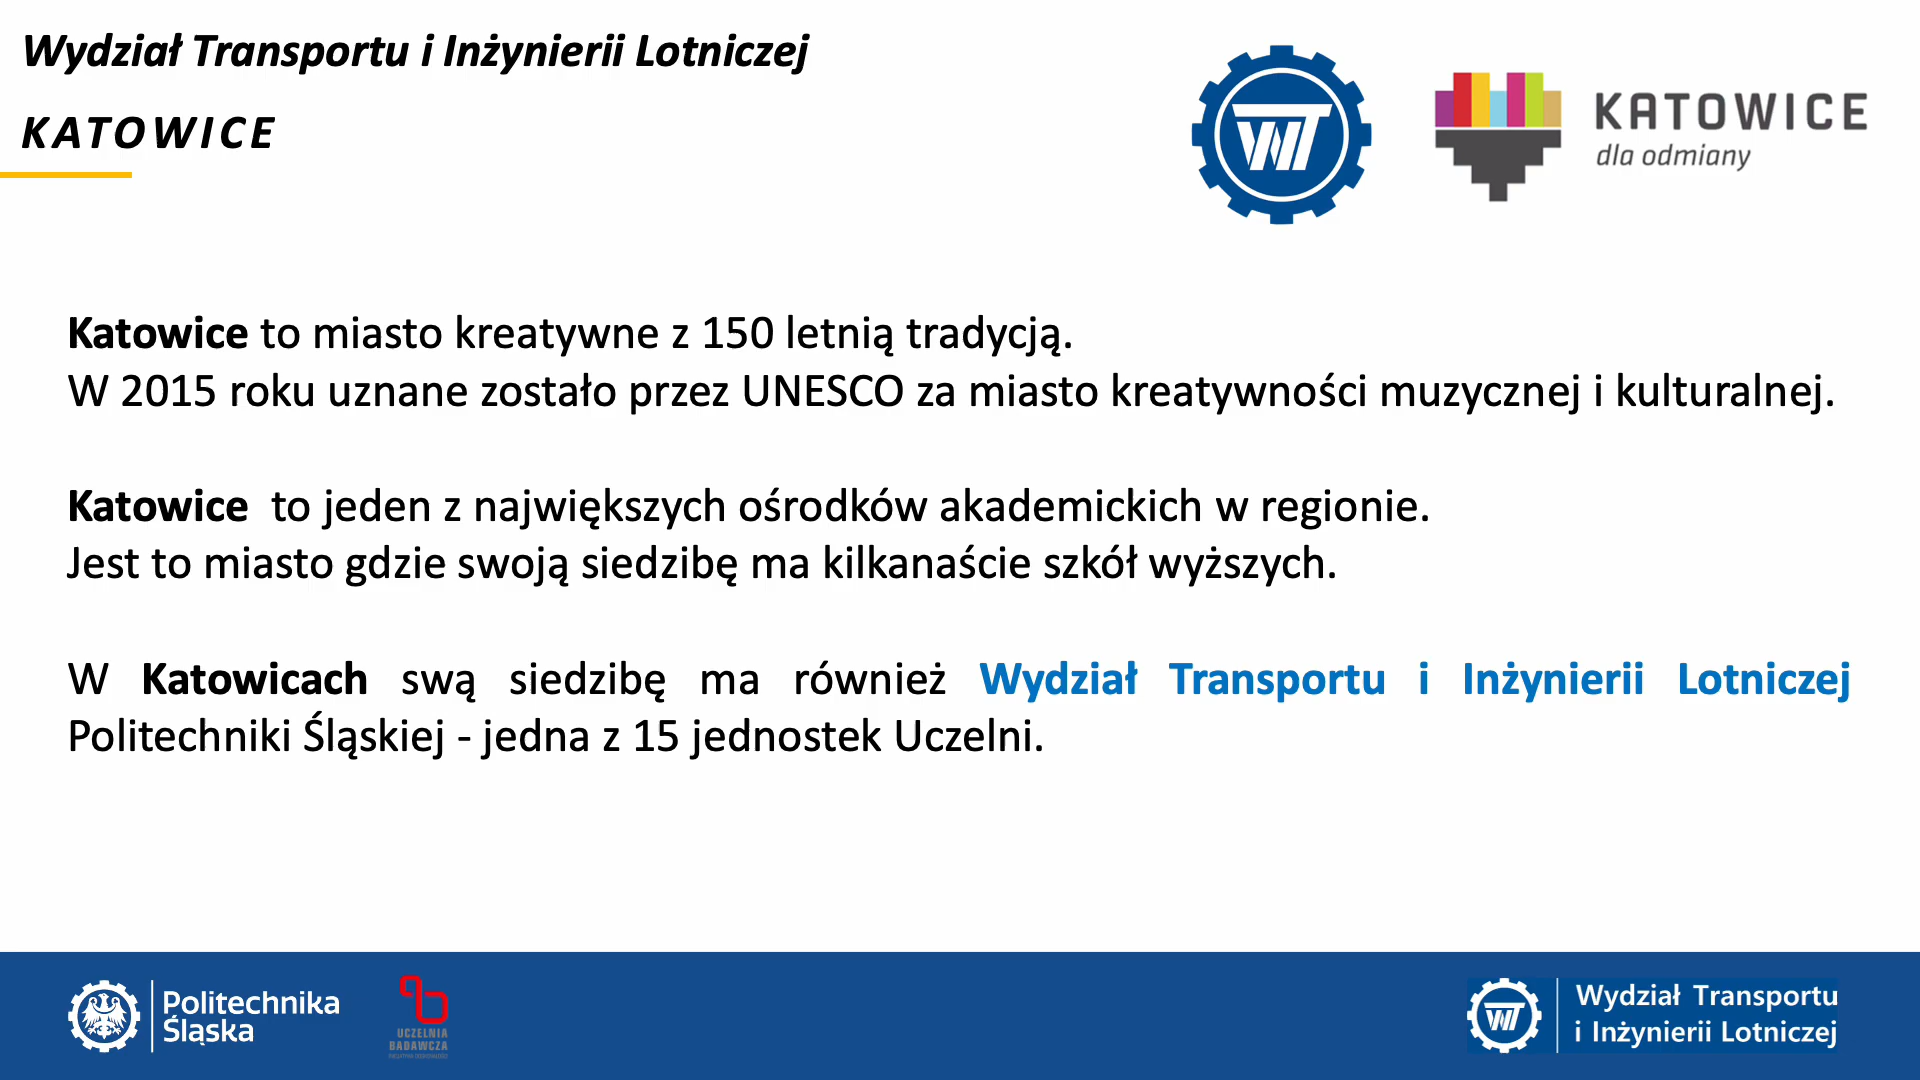 Wydział Transportu i Inżynierii Lotniczej
KATOWICE
WT
KATOWICE
dla odmiany
Katowice to miasto kreatywne z 150 letnią tradycją.
W 2015 roku uznane zostało przez UNESCO za miasto kreatywności muzycznej i kulturalnej.
Katowice  to jeden z największych ośrodków akademickich w regionie.
Jest to miasto gdzie swoją siedzibę ma kilkanaście szkół wyższych.
W Katowicach swą siedzibę ma również Wydział Transportu i Inżynierii Lotniczej
Politechniki Śląskiej - jedna z 15 jednostek Uczelni.
Politechnika
Śląska
UCZELNIA
BADAWCZA
WT
Wydział Transportu
i Inżynierii Lotniczej